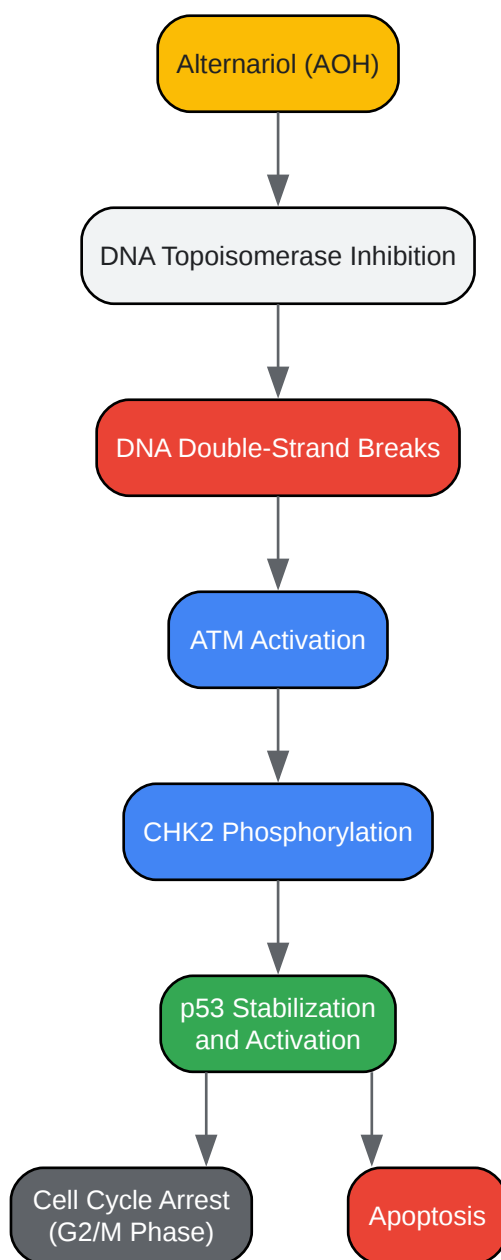 Alternariol (AOH)
DNA Topoisomerase Inhibition
DNA Double-Strand Breaks
ATM Activation
CHK2 Phosphorylation
p53 Stabilization
and Activation
Cell Cycle Arrest
(G2/M Phase)
Apoptosis